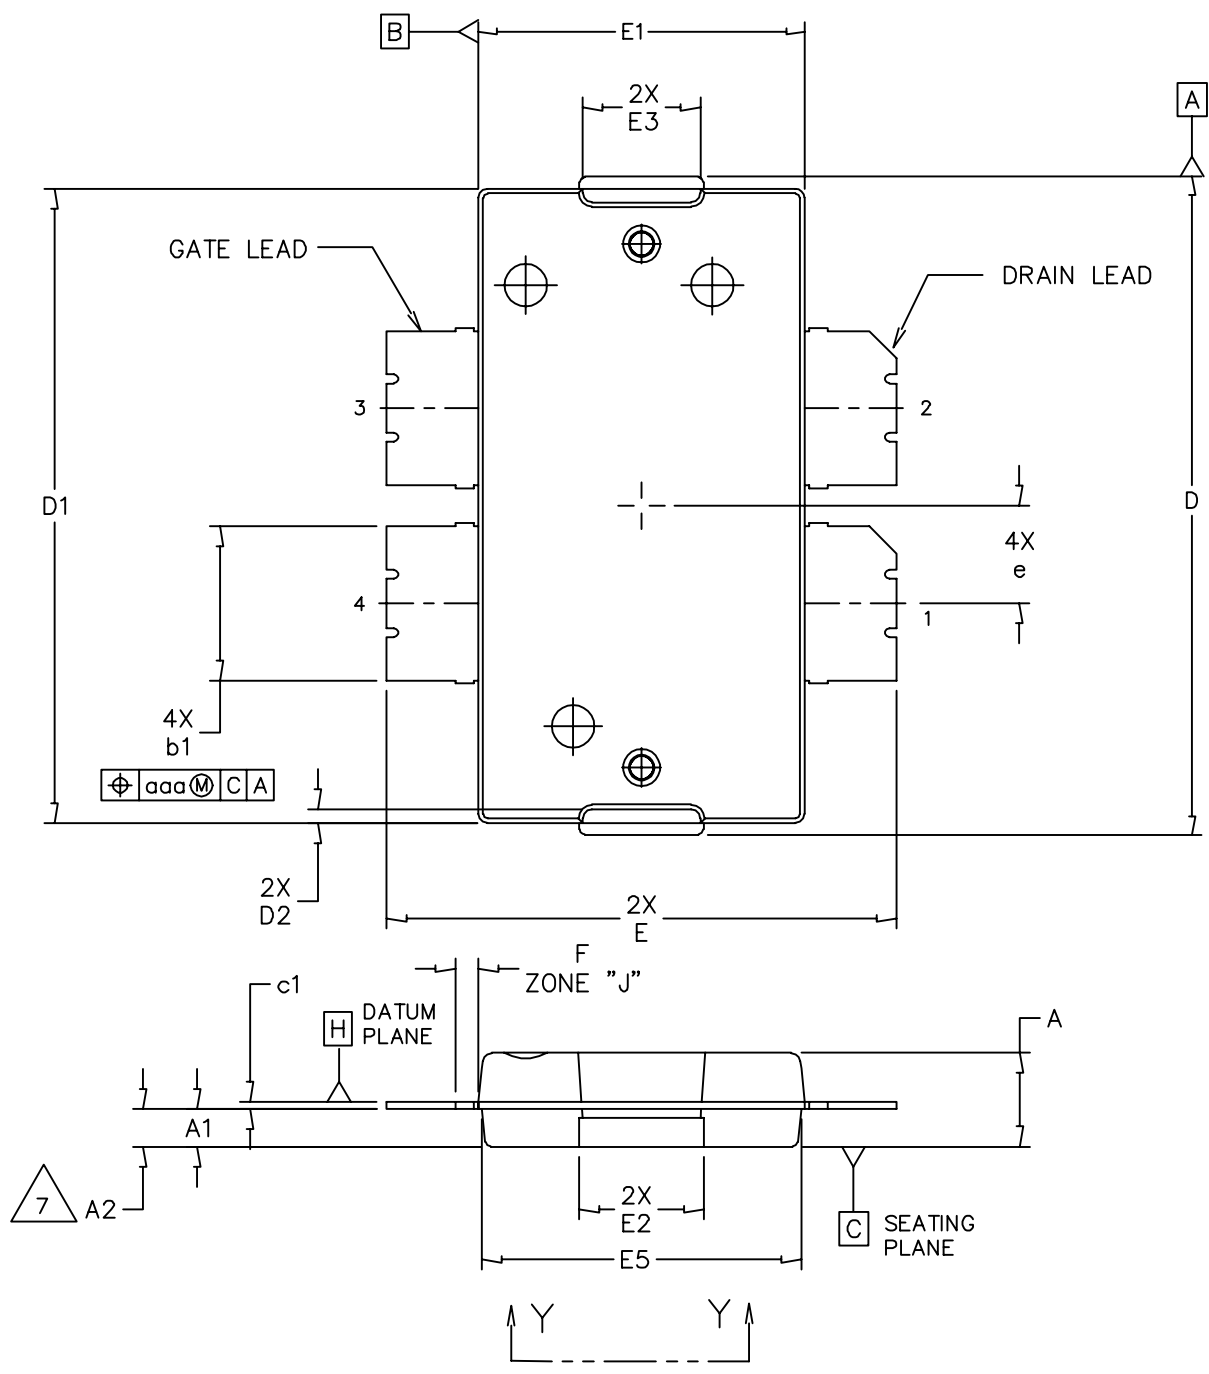 B
E1
2X
E3
A
GATE LEAD
DRAIN LEAD
3
2
D1
D
4X
e
4
1
4X
b1
⌖ aaa Ⓜ C A
2X
D2
2X
E
F
ZONE "J"
c1
H
DATUM
PLANE
A
A1
7
A2
2X
E2
C
SEATING
PLANE
E5
Y
Y